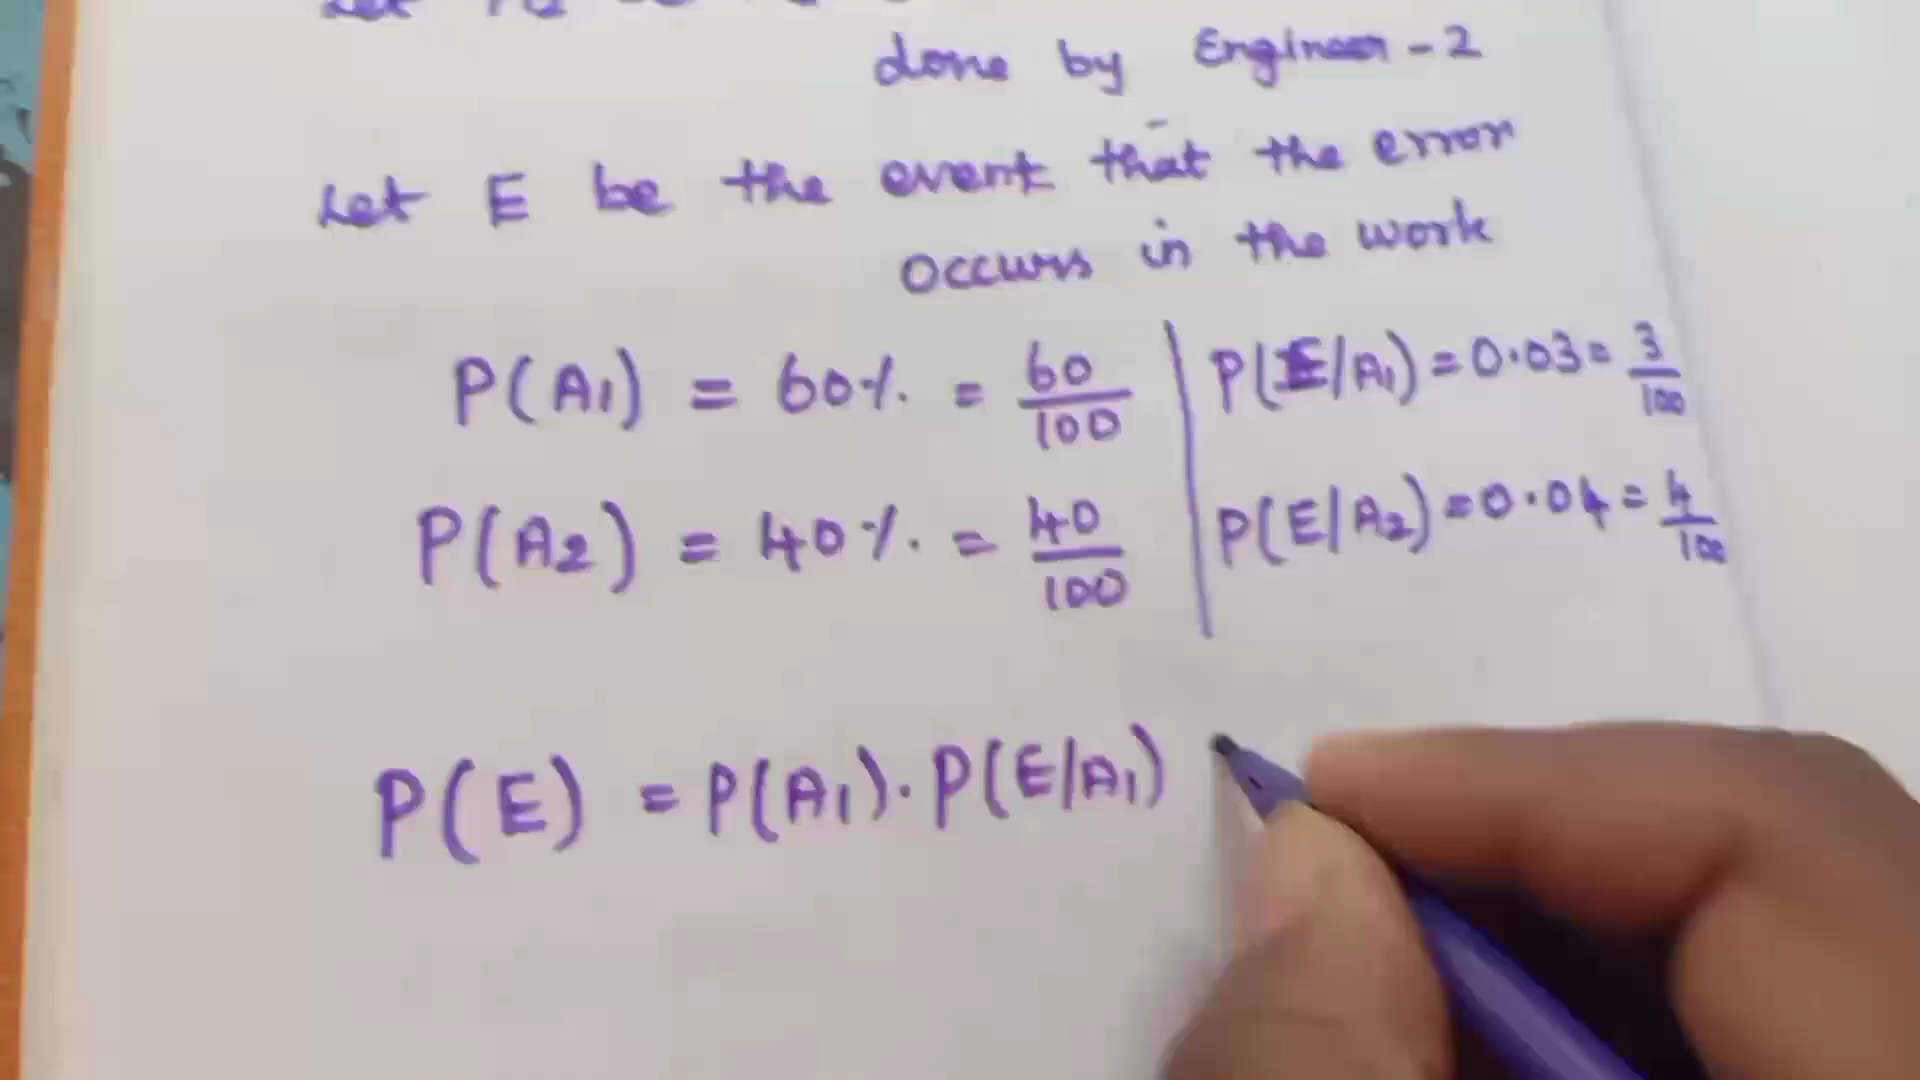 Let
done by Engineer - 2
Let E be the event that the error
occurs in the work
P(A1) = 60% = 60/100 | P(E/A1) = 0.03 = 3/100
P(A2) = 40% = 40/100 | P(E/A2) = 0.04 = 4/100
P(E) = P(A1) . P(E/A1)